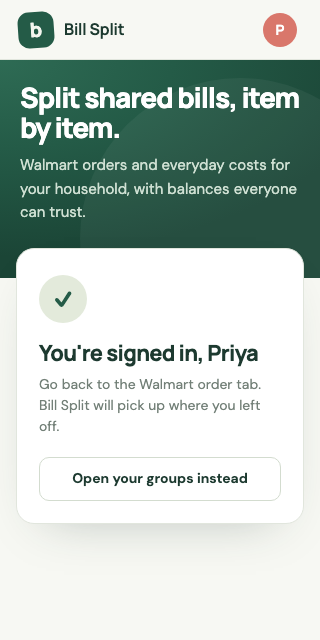 b Bill Split P
Split shared bills, item
by item.
Walmart orders and everyday costs for
your household, with balances everyone
can trust.
You're signed in, Priya
Go back to the Walmart order tab.
Bill Split will pick up where you left
off.
Open your groups instead